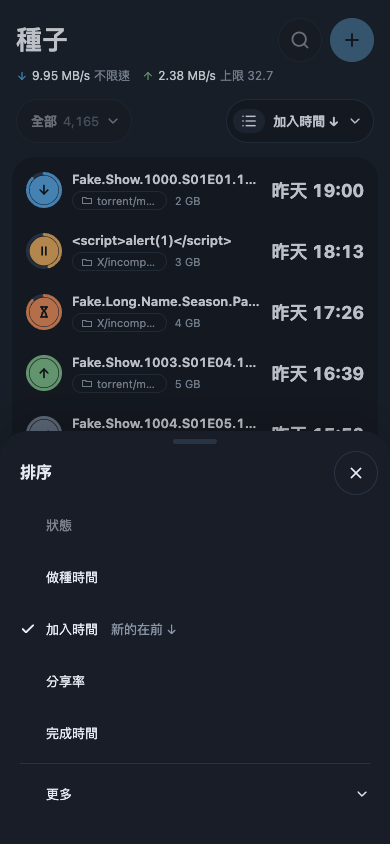 種子
↓ 9.95 MB/s 不限速 ↑ 2.38 MB/s 上限 32.7
全部 4,165
加入時間 ↓
Fake.Show.1000.S01E01.1... 昨天 19:00
torrent/m... 2 GB
<script>alert(1)</script> 昨天 18:13
X/incomp... 3 GB
Fake.Long.Name.Season.Pa... 昨天 17:26
X/incomp... 4 GB
Fake.Show.1003.S01E04.1... 昨天 16:39
torrent/m... 5 GB
Fake.Show.1004.S01E05.1...
排序
狀態
做種時間
加入時間 新的在前 ↓
分享率
完成時間
更多